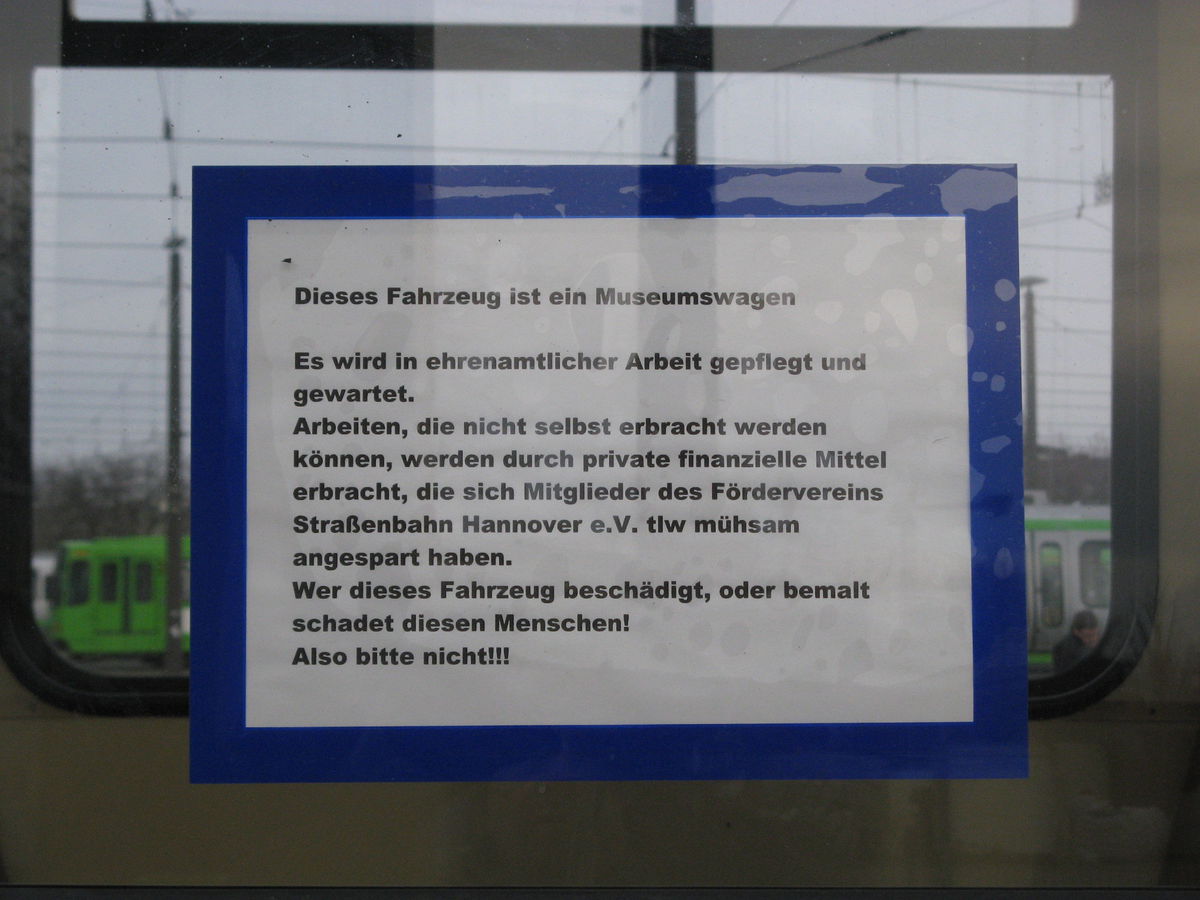 Dieses Fahrzeug ist ein Museumswagen
Es wird in ehrenamtlicher Arbeit gepflegt und
gewartet.
Arbeiten, die nicht selbst erbracht werden
können, werden durch private finanzielle Mittel
erbracht, die sich Mitglieder des Fördervereins
Straßenbahn Hannover e.V. tlw mühsam
angespart haben.
Wer dieses Fahrzeug beschädigt, oder bemalt
schadet diesen Menschen!
Also bitte nicht!!!